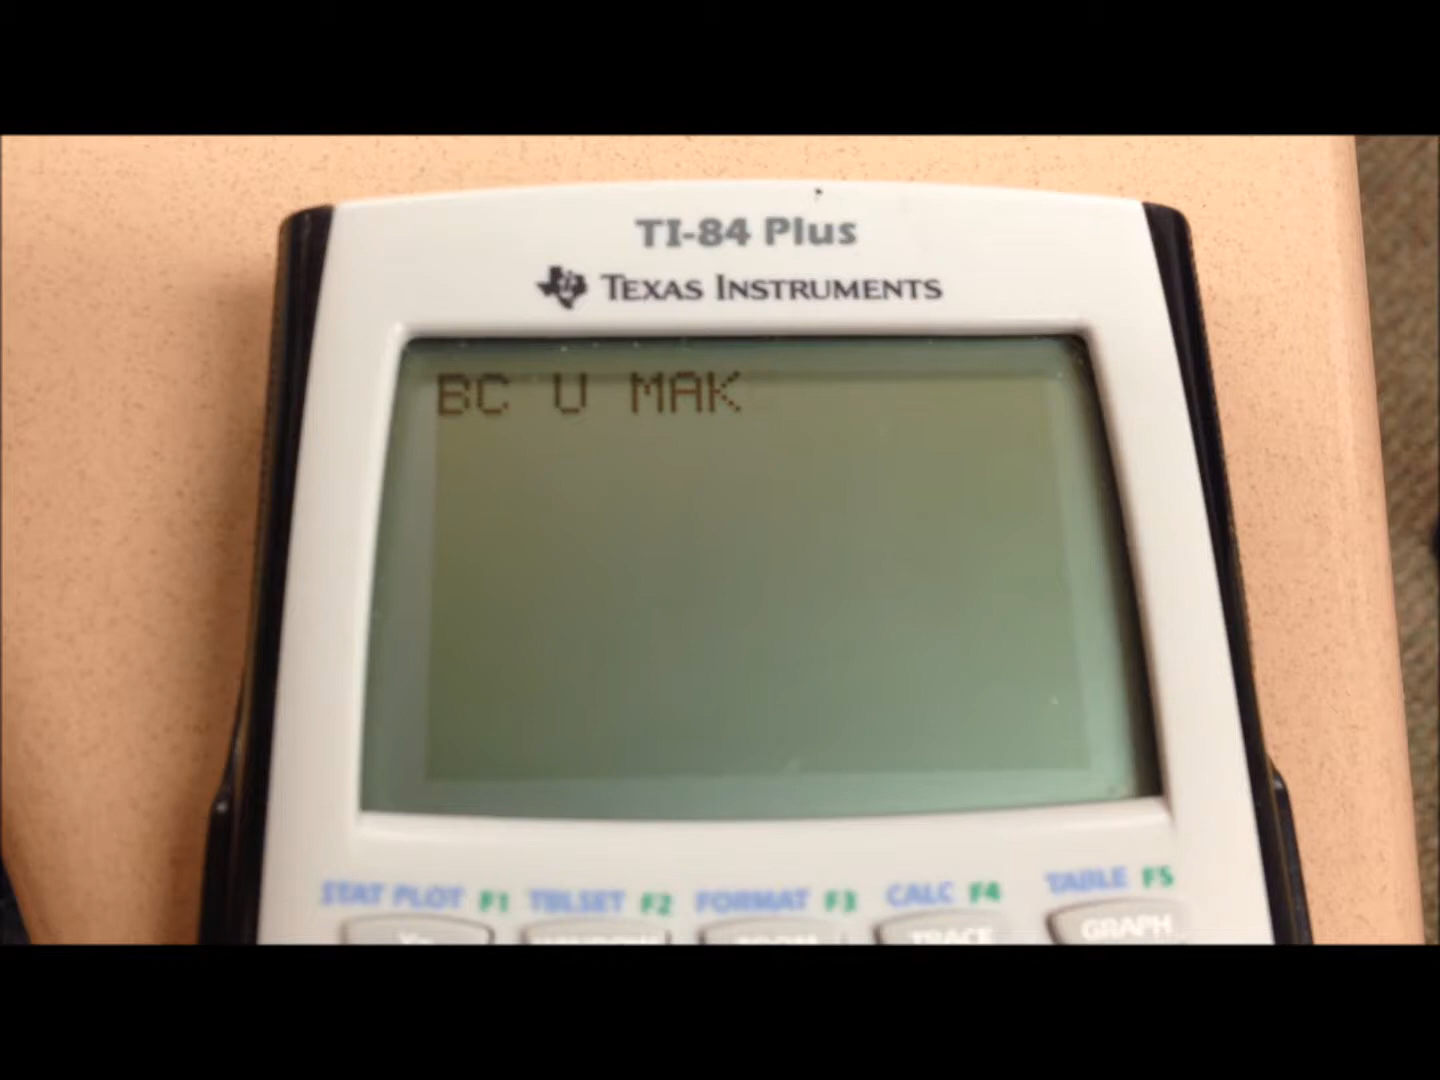 TI-84 Plus
TEXAS INSTRUMENTS
BC U MAK
STAT PLOT F1 TBLSET F2 FORMAT F3 CALC F4 TABLE F5
TRACE GRAPH